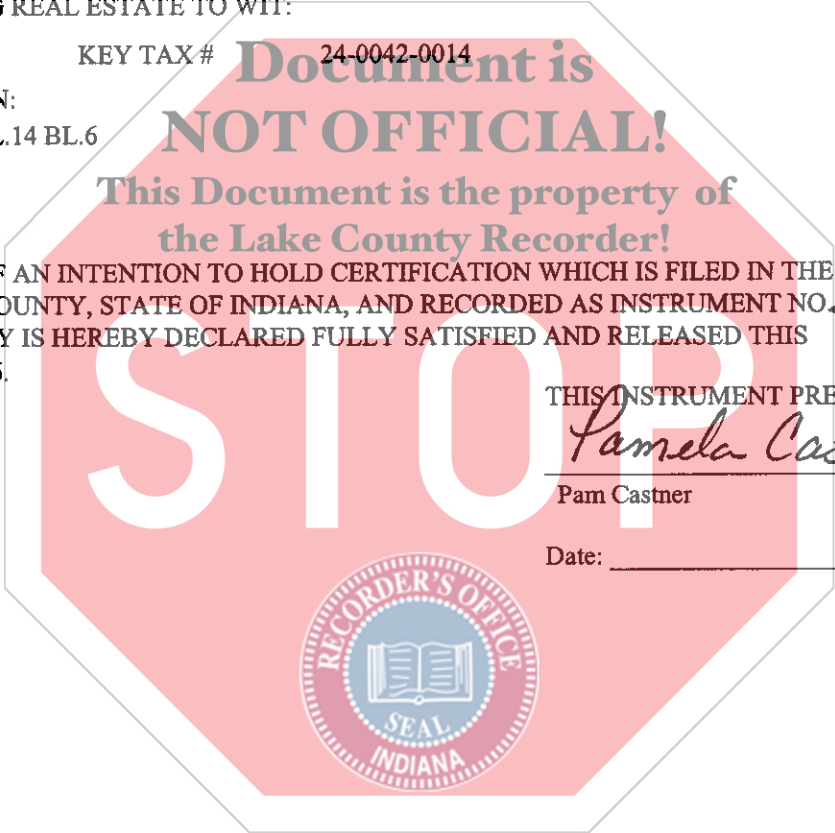 REAL ESTATE TO WIT:
KEY TAX # 24-0042-0014
Document is
N:
.14 BL.6
NOT OFFICIAL!
This Document is the property of
the Lake County Recorder!
AN INTENTION TO HOLD CERTIFICATION WHICH IS FILED IN THE
OUNTY, STATE OF INDIANA, AND RECORDED AS INSTRUMENT NO.
Y IS HEREBY DECLARED FULLY SATISFIED AND RELEASED THIS
STOP
THIS INSTRUMENT PRE
Pamela Cas
Pam Castner
Date:
RECORDER'S OFFICE
SEAL
INDIANA